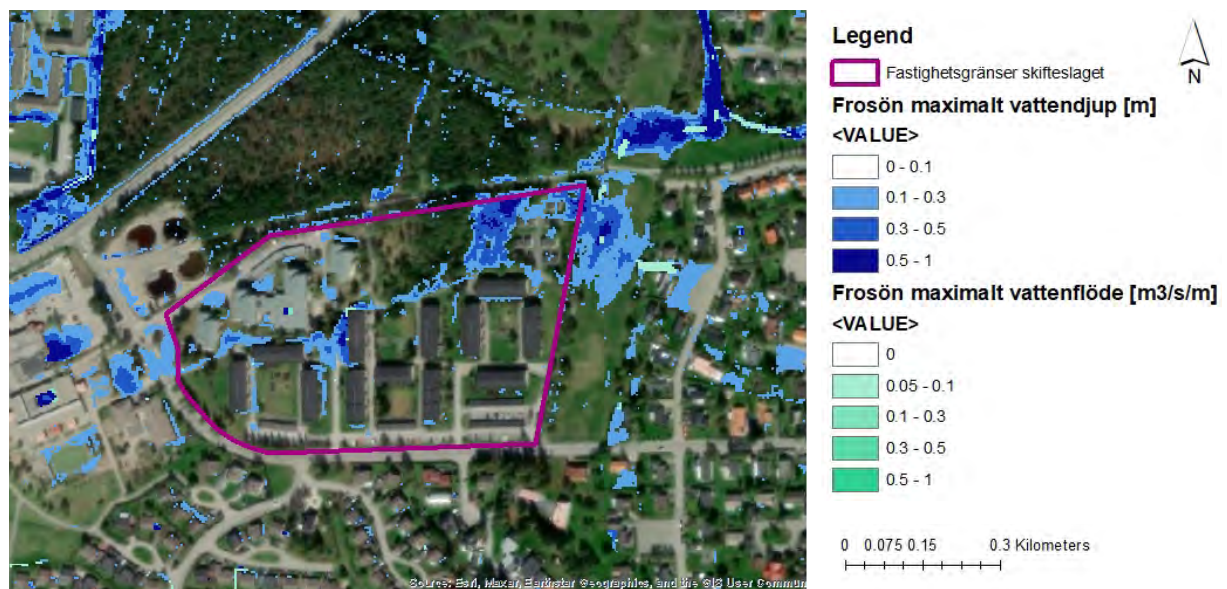 Legend
N
Fastighetsgränser skifteslaget
Frosön maximalt vattendjup [m]
<VALUE>
0 - 0.1
0.1 - 0.3
0.3 - 0.5
0.5 - 1
Frosön maximalt vattenflöde [m3/s/m]
<VALUE>
0
0.05 - 0.1
0.1 - 0.3
0.3 - 0.5
0.5 - 1
0 0.075 0.15 0.3 Kilometers
Source: Esri, Maxar, Earthstar Geographics, and the GIS User Commun